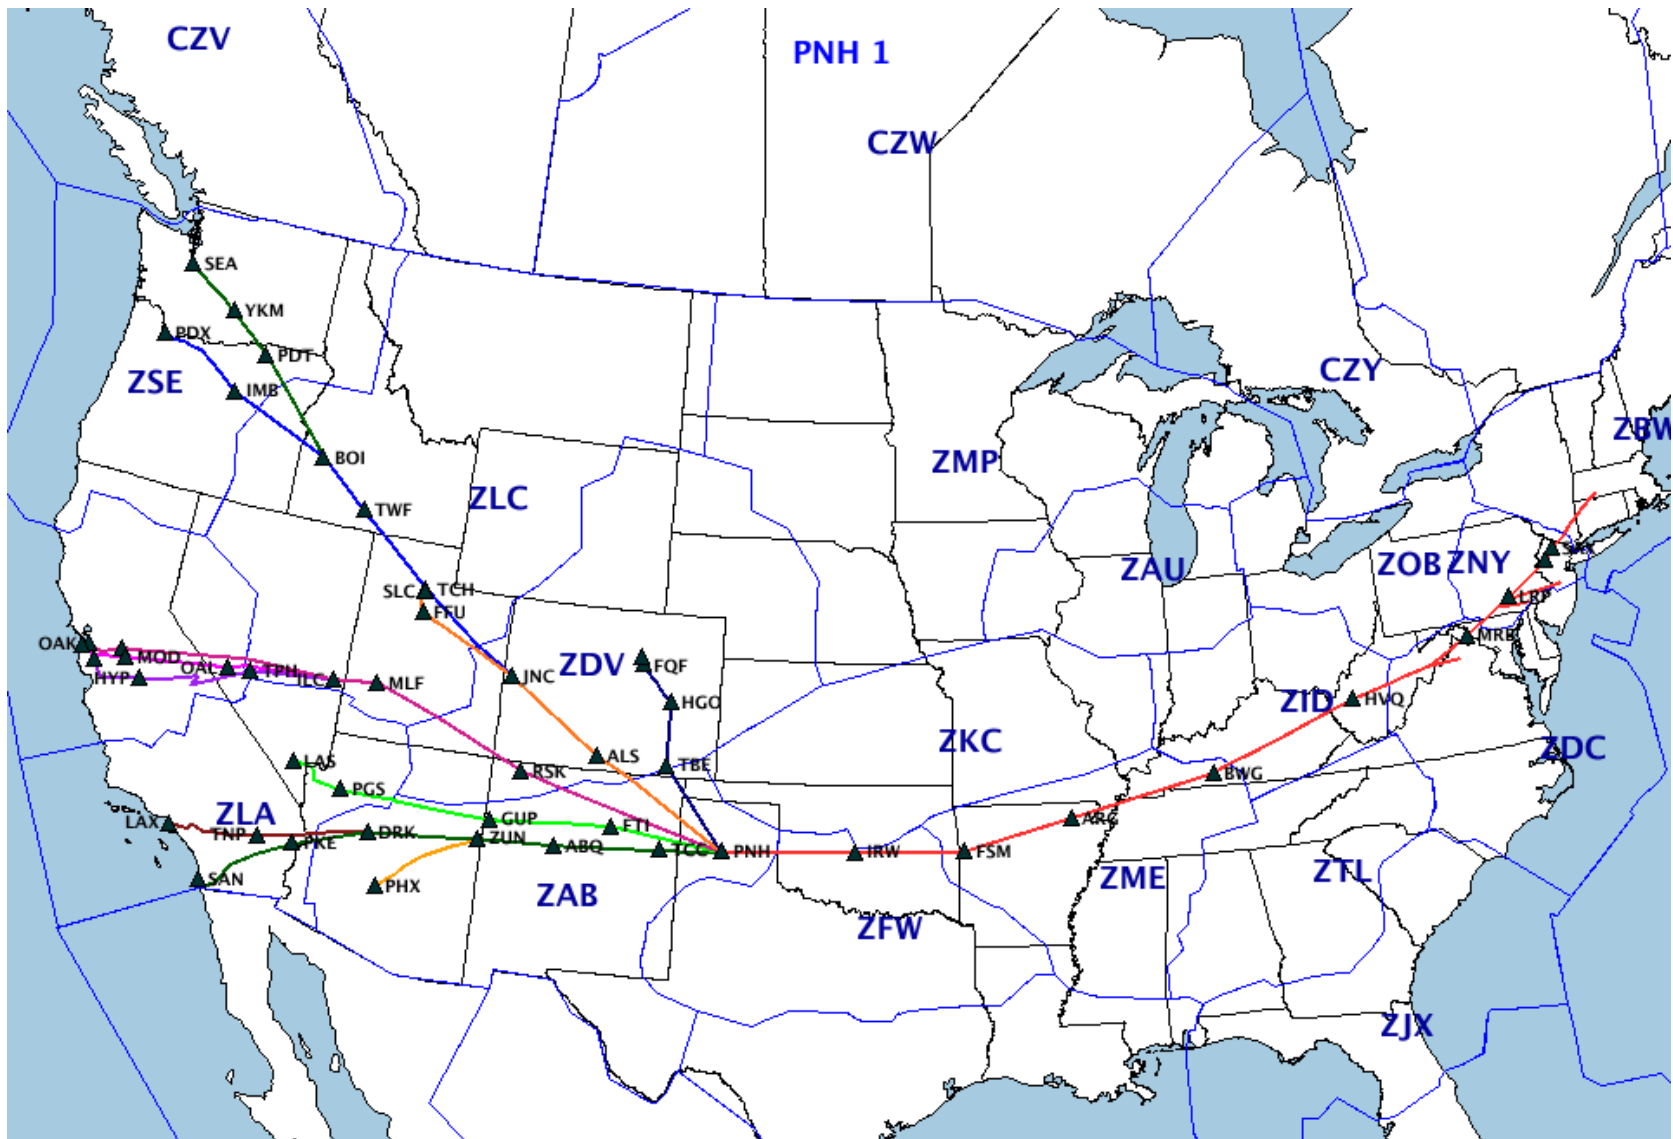 CZV
PNH 1
CZW
SEA
YKM
PDX
PDT
CZY
ZSE
IMB
ZBW
BOI
ZMP
ZLC
TWF
SAX
ZAU
ZOB
ZNY
SLC
TCH
FFU
LRP
MRB
OAK
MOD
OAL
TPH
ILC
MLF
HYP
JNC
ZDV
FQF
HGO
ZID
HVQ
ZKC
ZDC
ALS
TBE
LAS
RSK
BWG
PGS
ZLA
LAX
TNP
PKE
DRK
GUP
FTI
ARG
ZUN
ABQ
TCC
PNH
IRW
FSM
SAN
PHX
ZAB
ZME
ZTL
ZFW
ZJX